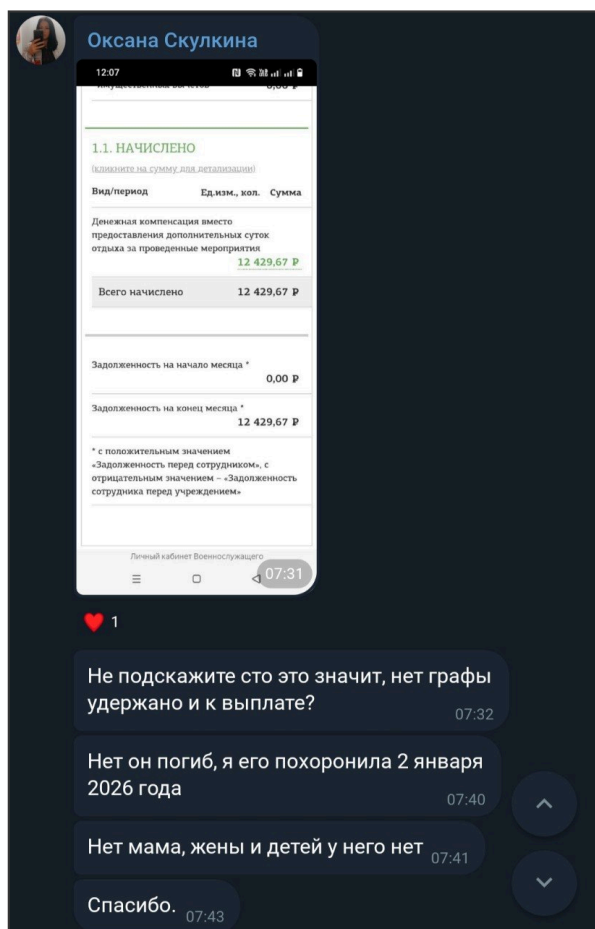 Оксана Скулкина
12:07
имущественных вычетов 0,00 ₽
1.1. НАЧИСЛЕНО
(кликните на сумму для детализации)
Вид/период Ед.изм., кол. Сумма
Денежная компенсация вместо
предоставления дополнительных суток
отдыха за проведенные мероприятия
12 429,67 ₽
Всего начислено 12 429,67 ₽
Задолженность на начало месяца *
0,00 ₽
Задолженность на конец месяца *
12 429,67 ₽
* с положительным значением
«Задолженность перед сотрудником», с
отрицательным значением – «Задолженность
сотрудника перед учреждением»
Личный кабинет Военнослужащего
07:31
1
Не подскажите сто это значит, нет графы
удержано и к выплате?
07:32
Нет он погиб, я его похоронила 2 января
2026 года
07:40
Нет мама, жены и детей у него нет 07:41
Спасибо. 07:43